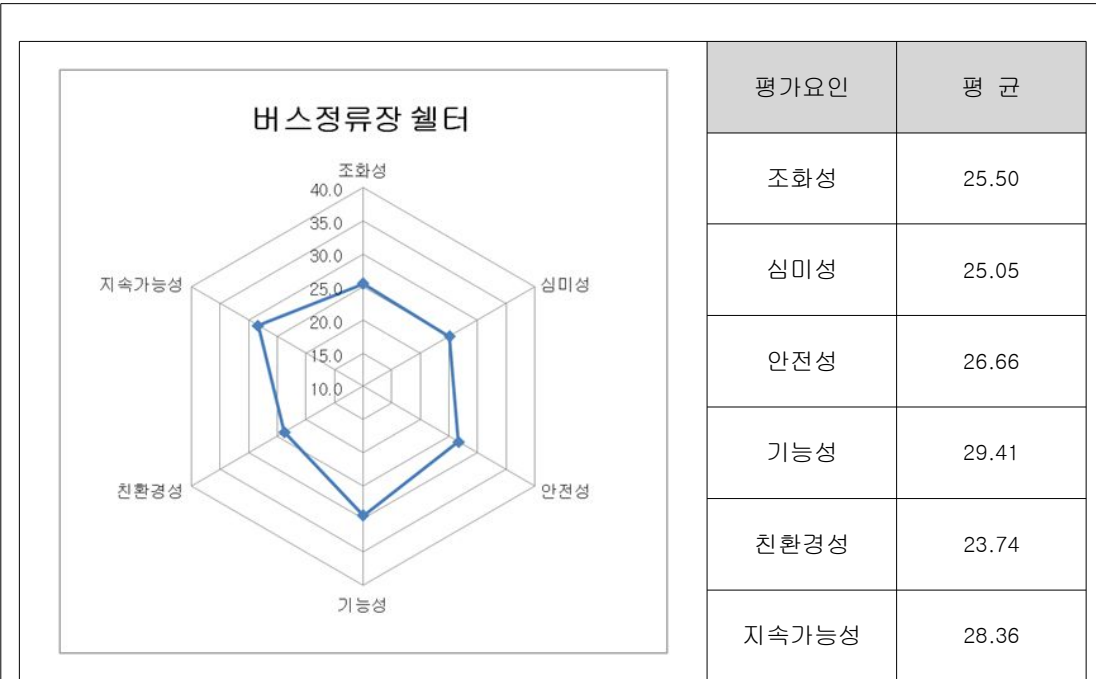 버스정류장 쉘터
조화성
40.0
35.0
30.0
지속가능성
25.0
심미성
20.0
15.0
10.0
친환경성
안전성
기능성
평가요인 평 균
조화성 25.50
심미성 25.05
안전성 26.66
기능성 29.41
친환경성 23.74
지속가능성 28.36